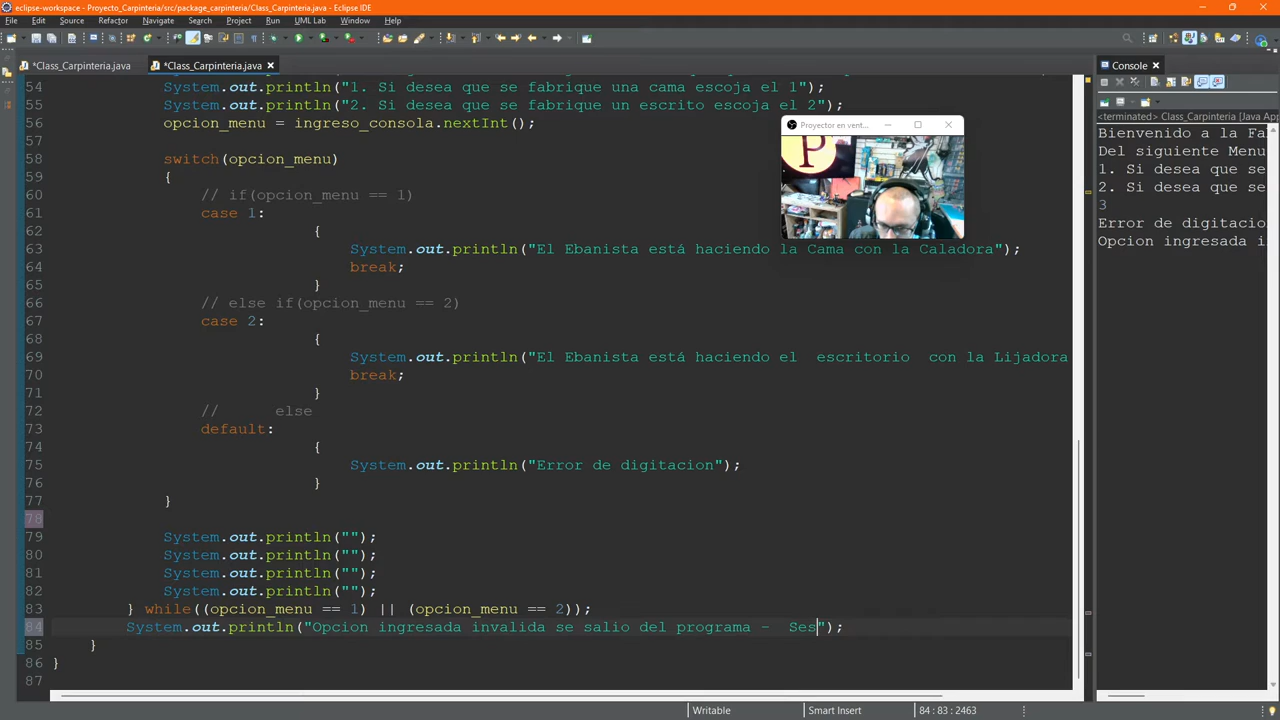 eclipse-workspace - Proyecto_Carpinteria/src/package_carpinteria/Class_Carpinteria.java - Eclipse IDE
File Edit Source Refactor Navigate Search Project Run UML Lab Window Help
*Class_Carpinteria.java *Class_Carpinteria.java
54 System.out.println("1. Si desea que se fabrique una cama escoja el 1");
55 System.out.println("2. Si desea que se fabrique un escrito escoja el 2");
56 opcion_menu = ingreso_consola.nextInt();
57
58 switch(opcion_menu)
59 {
60 // if(opcion_menu == 1)
61 case 1:
62 {
63 System.out.println("El Ebanista está haciendo la Cama con la Caladora");
64 break;
65 }
66 // else if(opcion_menu == 2)
67 case 2:
68 {
69 System.out.println("El Ebanista está haciendo el escritorio con la Lijadora
70 break;
71 }
72 // else
73 default:
74 {
75 System.out.println("Error de digitacion");
76 }
77 }
78
79 System.out.println("");
80 System.out.println("");
81 System.out.println("");
82 System.out.println("");
83 } while((opcion_menu == 1) || (opcion_menu == 2));
84 System.out.println("Opcion ingresada invalida se salio del programa - Ses");
85 }
86 }
87
Proyector en vent...
P
Console
<terminated> Class_Carpinteria [Java App
Bienvenido a la Fa
Del siguiente Menu
1. Si desea que se
2. Si desea que se
3
Error de digitacio
Opcion ingresada i
Writable Smart Insert 84 : 83 : 2463